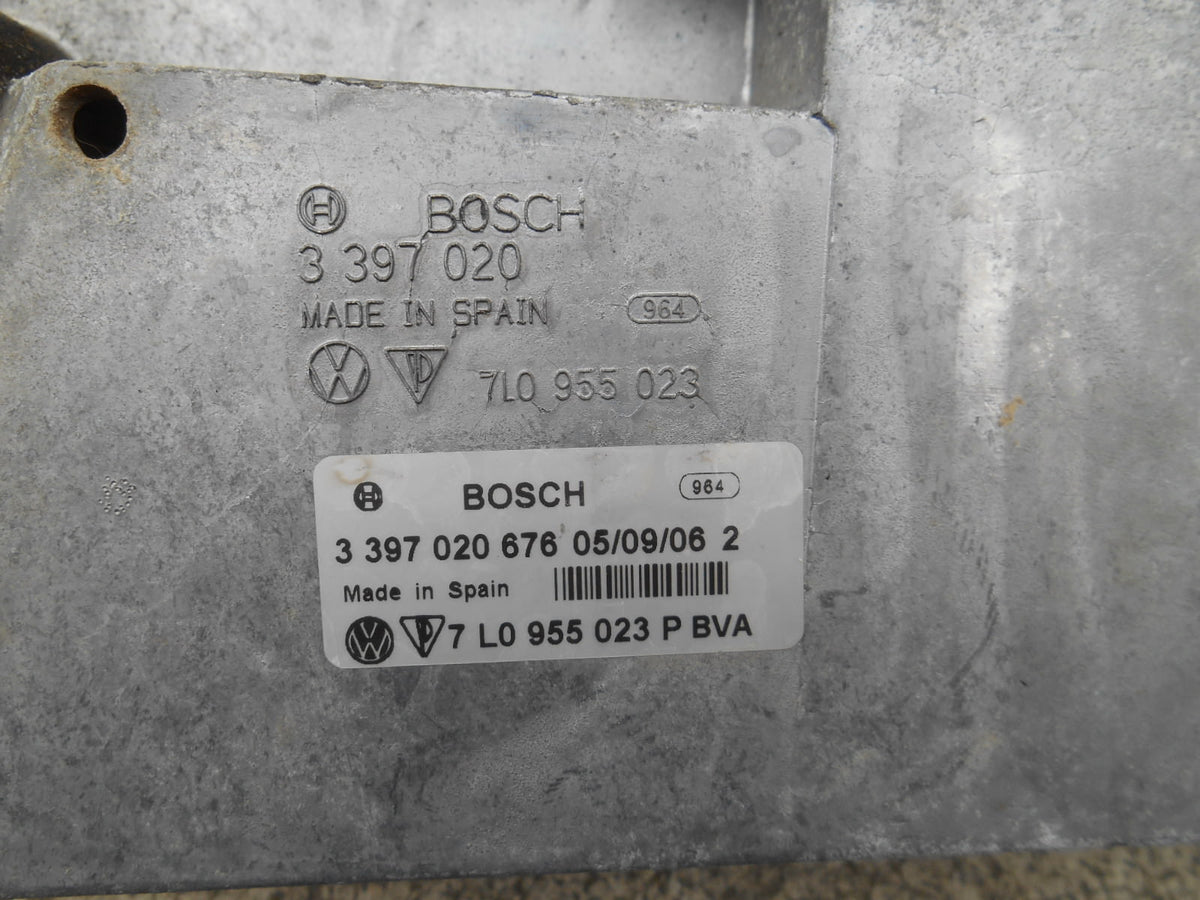 BOSCH
3 397 020
MADE IN SPAIN 964
7L0 955 023
BOSCH 964
3 397 020 676 05/09/06 2
Made in Spain
7 L0 955 023 P BVA